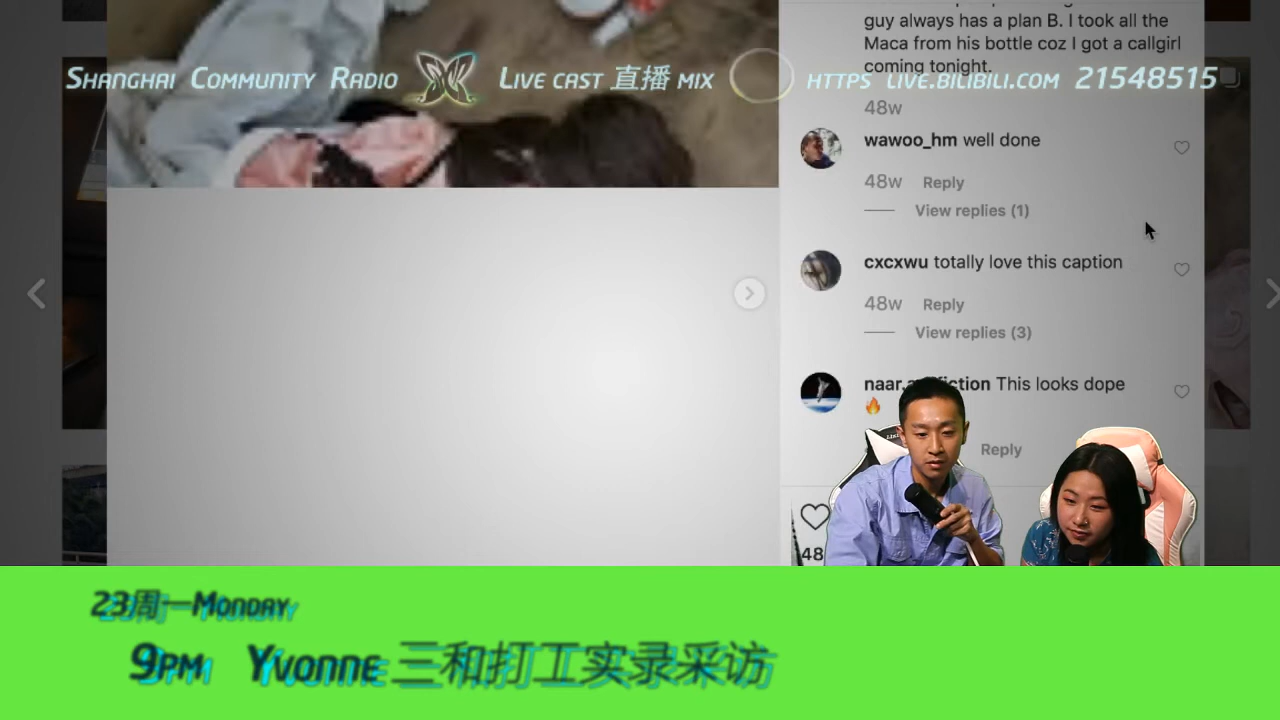 guy always has a plan B. I took all the
Maca from his bottle coz I got a callgirl
coming tonight.
SHANGHAI COMMUNITY RADIO LIVE CAST 直播 MIX HTTPS LIVE.BILIBILI.COM 21548515
48w
wawoo_hm well done
48w Reply
View replies (1)
cxcxwu totally love this caption
48w Reply
View replies (3)
This looks dope
🔥
Reply
23周一MONDAY
9PM YVONNE 三和打工实录采访